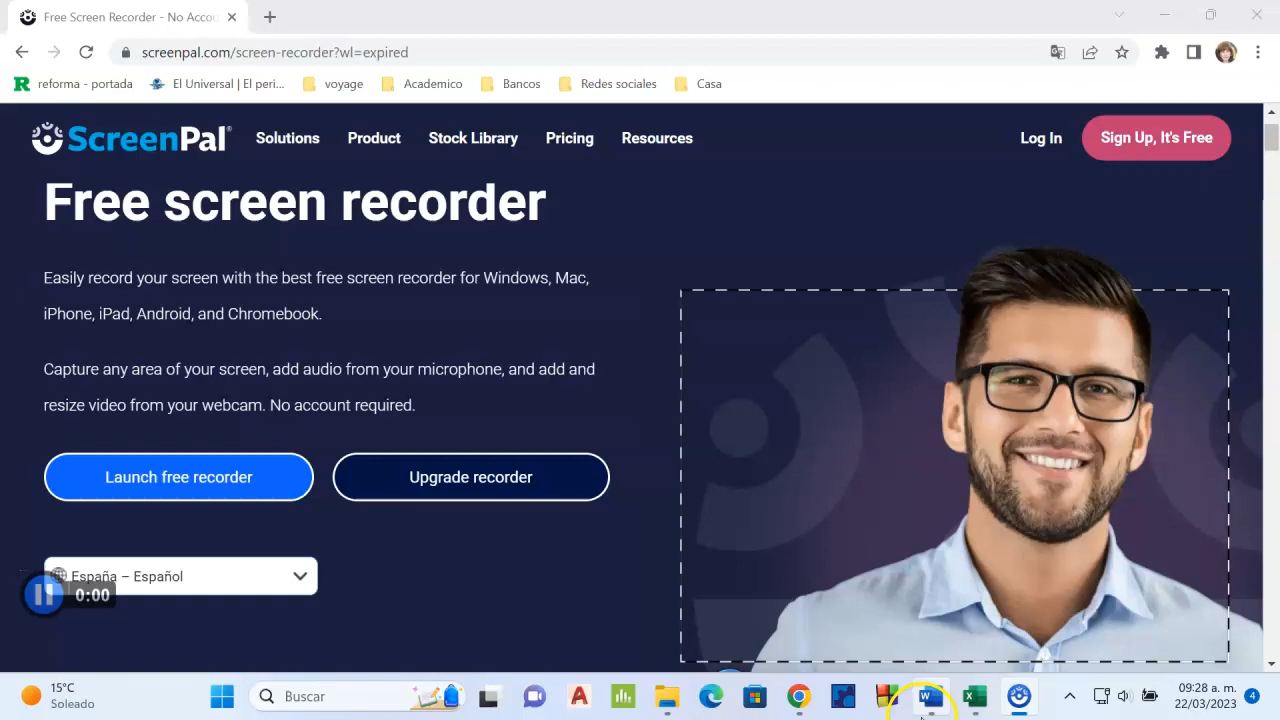 Free Screen Recorder - No Accou
screenpal.com/screen-recorder?wl=expired
reforma - portada
El Universal | El peri...
voyage
Academico
Bancos
Redes sociales
Casa
ScreenPal®
Solutions
Product
Stock Library
Pricing
Resources
Log In
Sign Up, It's Free
Free screen recorder
Easily record your screen with the best free screen recorder for Windows, Mac,
iPhone, iPad, Android, and Chromebook.
Capture any area of your screen, add audio from your microphone, and add and
resize video from your webcam. No account required.
Launch free recorder
Upgrade recorder
España – Español
0:00
15°C
Soleado
Buscar
09:28 a. m.
22/03/2023
4